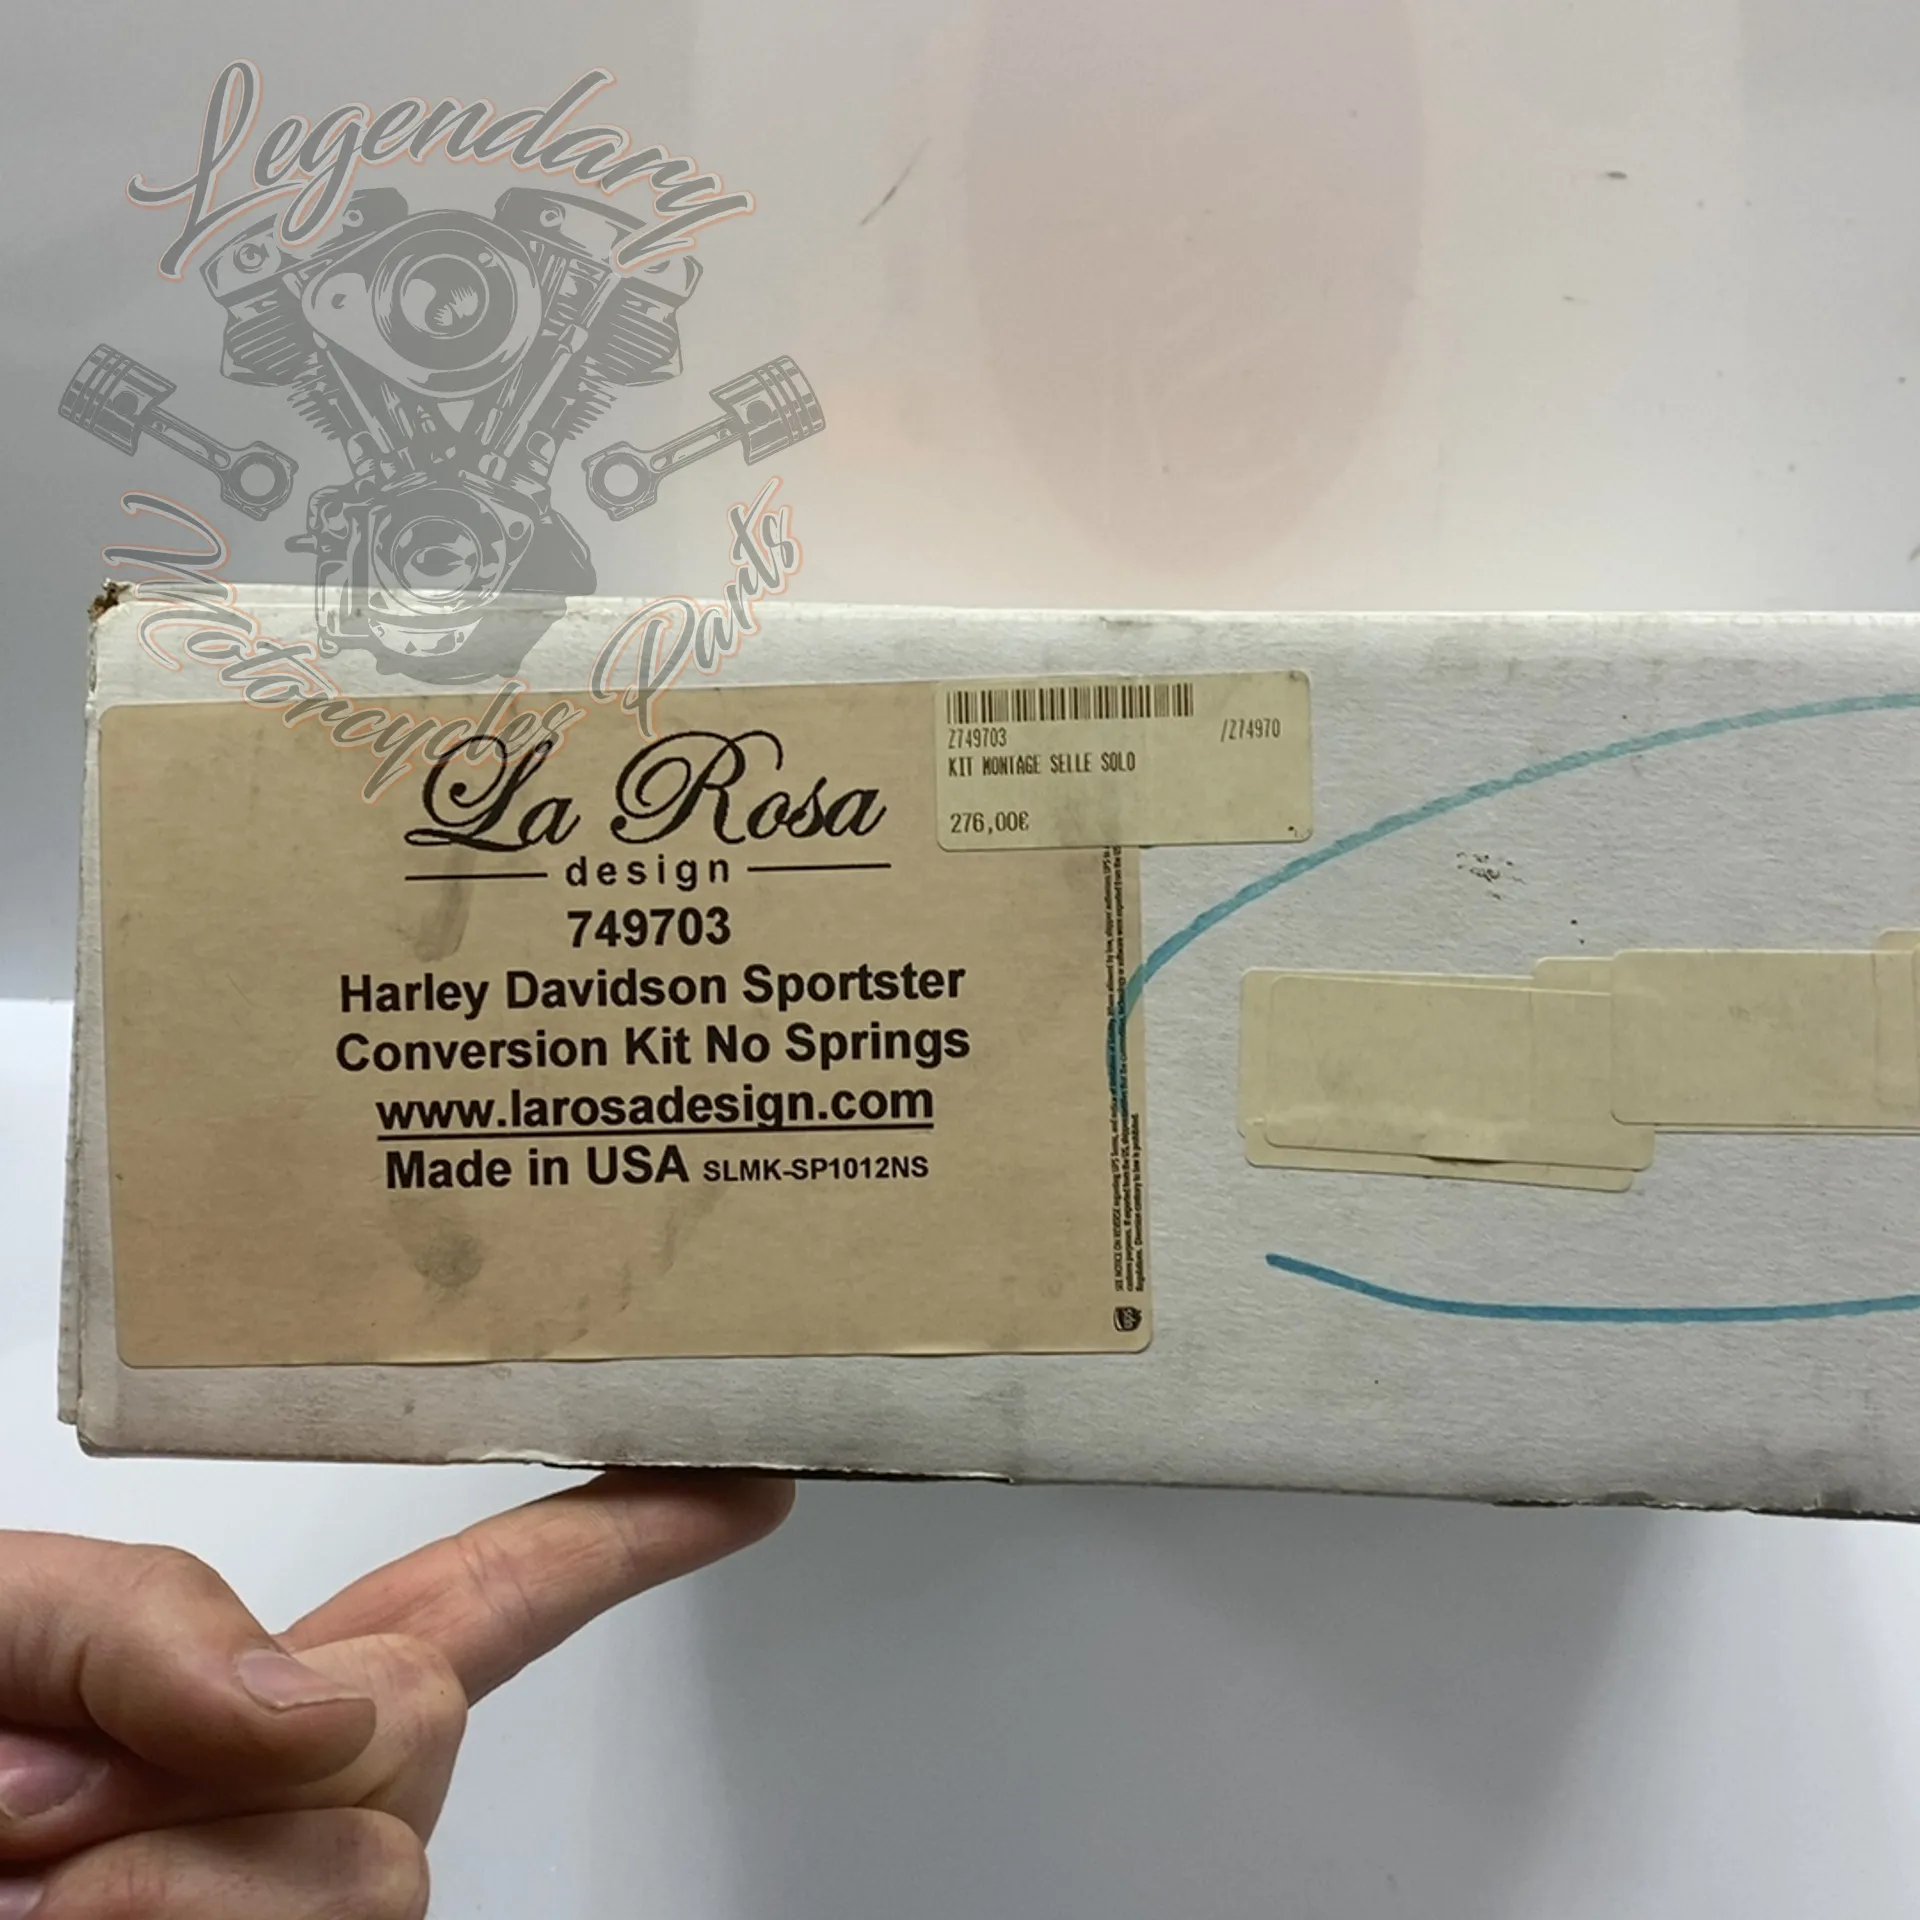 Legendary
Motorcycles Parts
Z749703 /Z74970
KIT MONTAGE SELLE SOLO
276,00€
La Rosa
design
749703
Harley Davidson Sportster
Conversion Kit No Springs
www.larosadesign.com
Made in USA SLMK-SP1012NS